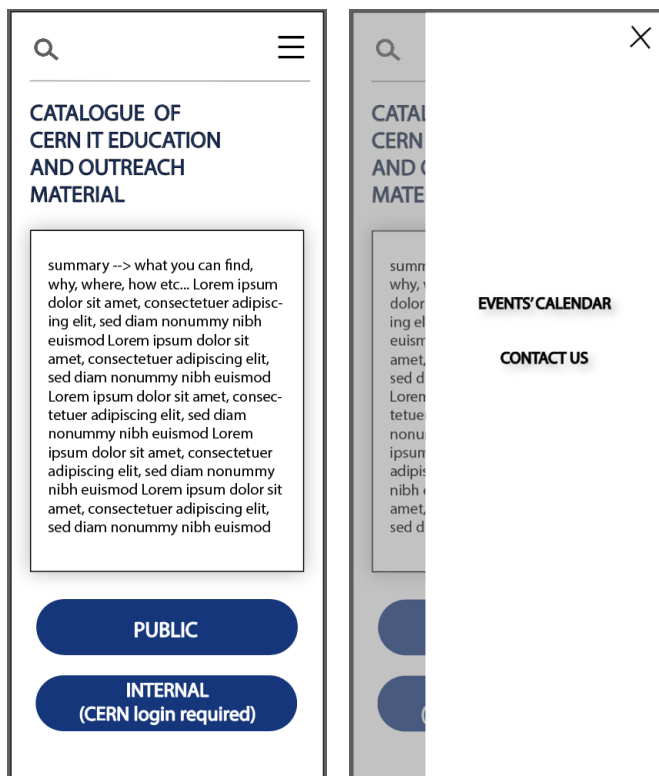 CATALOGUE OF
CERN IT EDUCATION
AND OUTREACH
MATERIAL
summary --> what you can find,
why, where, how etc... Lorem ipsum
dolor sit amet, consectetuer adipisc-
ing elit, sed diam nonummy nibh
euismod Lorem ipsum dolor sit
amet, consectetuer adipiscing elit,
sed diam nonummy nibh euismod
Lorem ipsum dolor sit amet, consec-
tetuer adipiscing elit, sed diam
nonummy nibh euismod Lorem
ipsum dolor sit amet, consectetuer
adipiscing elit, sed diam nonummy
nibh euismod Lorem ipsum dolor sit
amet, consectetuer adipiscing elit,
sed diam nonummy nibh euismod
PUBLIC
INTERNAL
(CERN login required)
CATAL
CERN
AND
MATE
summ
why,
dolor
ing el
euism
amet,
sed d
Lorem
tetuer
nonu
ipsum
adipis
nibh
amet,
sed d
(
EVENTS' CALENDAR
CONTACT US